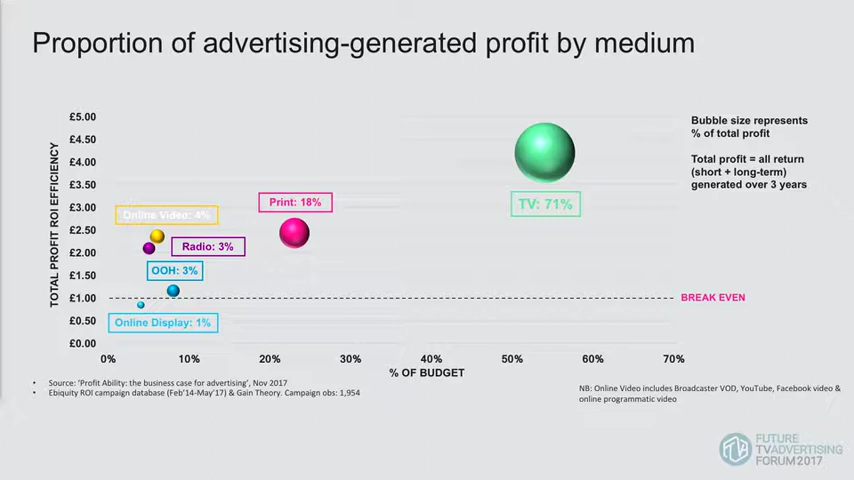 Proportion of advertising-generated profit by medium
TOTAL PROFIT ROI EFFICIENCY
£5.00
£4.50
£4.00
£3.50
£3.00
£2.50
£2.00
£1.50
£1.00
£0.50
£0.00
Online Video: 4%
Radio: 3%
OOH: 3%
Online Display: 1%
Print: 18%
TV: 71%
BREAK EVEN
Bubble size represents
% of total profit
Total profit = all return
(short + long-term)
generated over 3 years
0% 10% 20% 30% 40% 50% 60% 70%
% OF BUDGET
• Source: ‘Profit Ability: the business case for advertising’, Nov 2017
• Ebiquity ROI campaign database (Feb’14-May’17) & Gain Theory. Campaign obs: 1,954
NB: Online Video includes Broadcaster VOD, YouTube, Facebook video &
online programmatic video
FUTURE
TVADVERTISING
FORUM2017